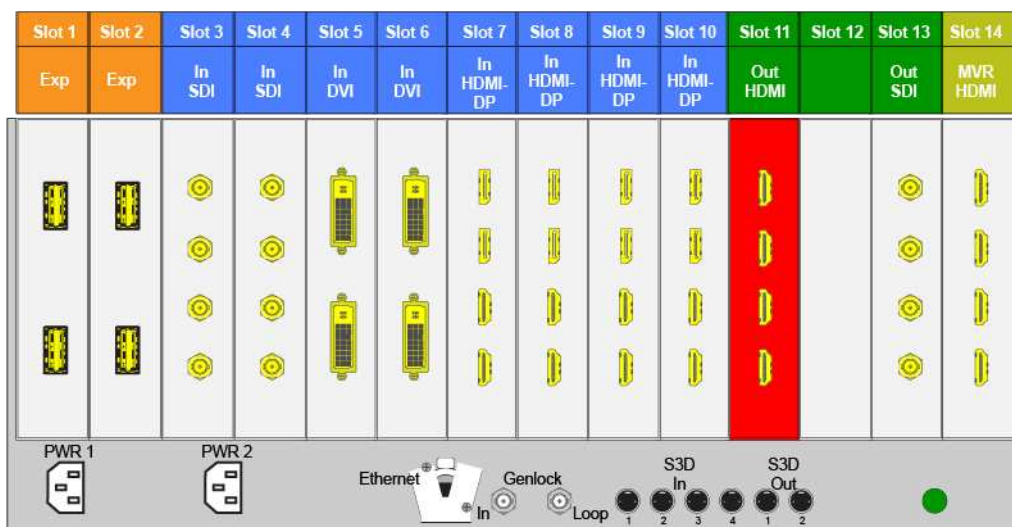 Slot 1 Slot 2 Slot 3 Slot 4 Slot 5 Slot 6 Slot 7 Slot 8 Slot 9 Slot 10 Slot 11 Slot 12 Slot 13 Slot 14
Exp
Exp
In
SDI
In
SDI
In
DVI
In
DVI
In
HDMI-
DP
In
HDMI-
DP
In
HDMI-
DP
In
HDMI-
DP
Out
HDMI
Out
SDI
MVR
HDMI
PWR 1
PWR 2
Ethernet
Genlock
In
Loop
S3D
In
S3D
Out
1 2 3 4 1 2